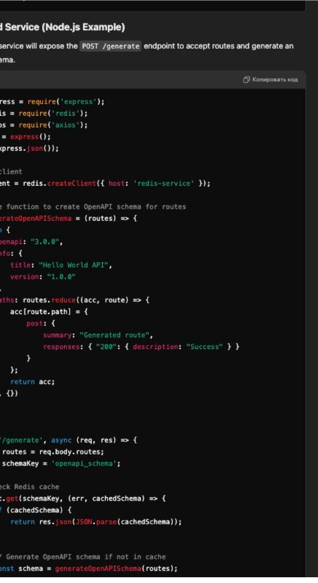 d Service (Node.js Example)
service will expose the POST /generate endpoint to accept routes and generate an
ema.
Копировать код
ress = require('express');
is = require('redis');
os = require('axios');
= express();
xpress.json());
client
ent = redis.createClient({ host: 'redis-service' });
e function to create OpenAPI schema for routes
erateOpenAPISchema = (routes) => {
n {
penapi: "3.0.0",
nfo: {
title: "Hello World API",
version: "1.0.0"
,
aths: routes.reduce((acc, route) => {
acc[route.path] = {
post: {
summary: "Generated route",
responses: { "200": { description: "Success" } }
}
};
return acc;
, {})
'/generate', async (req, res) => {
routes = req.body.routes;
schemaKey = 'openapi_schema';
eck Redis cache
t.get(schemaKey, (err, cachedSchema) => {
f (cachedSchema) {
return res.json(JSON.parse(cachedSchema));
/ Generate OpenAPI schema if not in cache
onst schema = generateOpenAPISchema(routes);